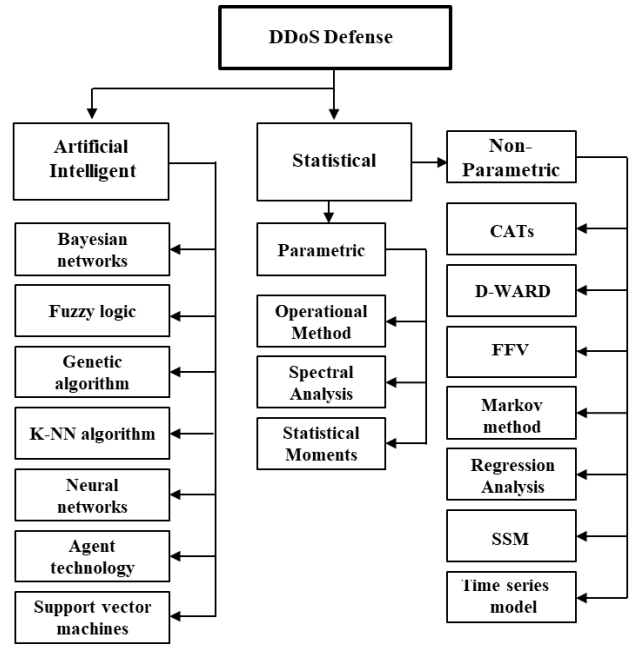 DDoS Defense
Artificial
Intelligent
Bayesian
networks
Fuzzy logic
Genetic
algorithm
K-NN algorithm
Neural
networks
Agent
technology
Support vector
machines
Statistical
Parametric
Operational
Method
Spectral
Analysis
Statistical
Moments
Non-
Parametric
CATs
D-WARD
FFV
Markov
method
Regression
Analysis
SSM
Time series
model